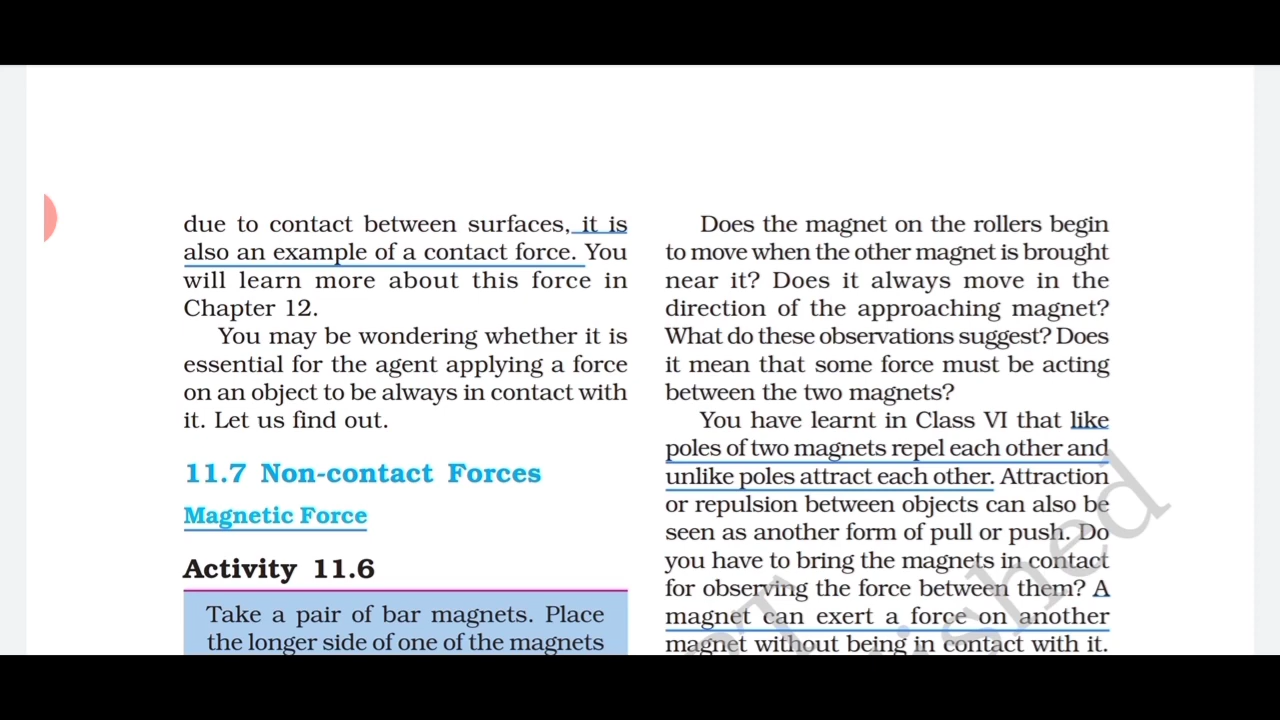 due to contact between surfaces, it is
also an example of a contact force. You
will learn more about this force in
Chapter 12.
You may be wondering whether it is
essential for the agent applying a force
on an object to be always in contact with
it. Let us find out.
11.7 Non-contact Forces
Magnetic Force
Activity 11.6
Take a pair of bar magnets. Place
the longer side of one of the magnets
Does the magnet on the rollers begin
to move when the other magnet is brought
near it? Does it always move in the
direction of the approaching magnet?
What do these observations suggest? Does
it mean that some force must be acting
between the two magnets?
You have learnt in Class VI that like
poles of two magnets repel each other and
unlike poles attract each other. Attraction
or repulsion between objects can also be
seen as another form of pull or push. Do
you have to bring the magnets in contact
for observing the force between them? A
magnet can exert a force on another
magnet without being in contact with it.